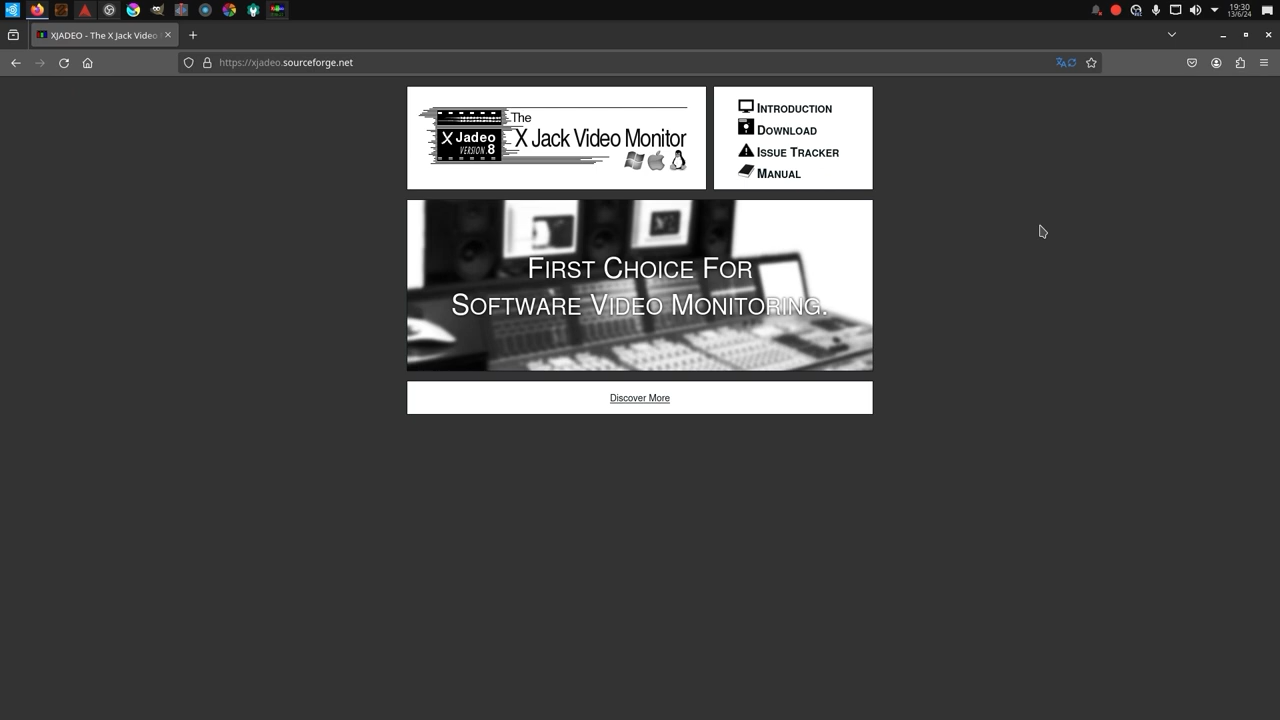 19:30
13/6/24
XJADEO - The X Jack Video
https://xjadeo.sourceforge.net
X Jadeo
VERSION.8
The
X Jack Video Monitor
INTRODUCTION
DOWNLOAD
ISSUE TRACKER
MANUAL
FIRST CHOICE FOR
SOFTWARE VIDEO MONITORING.
Discover More